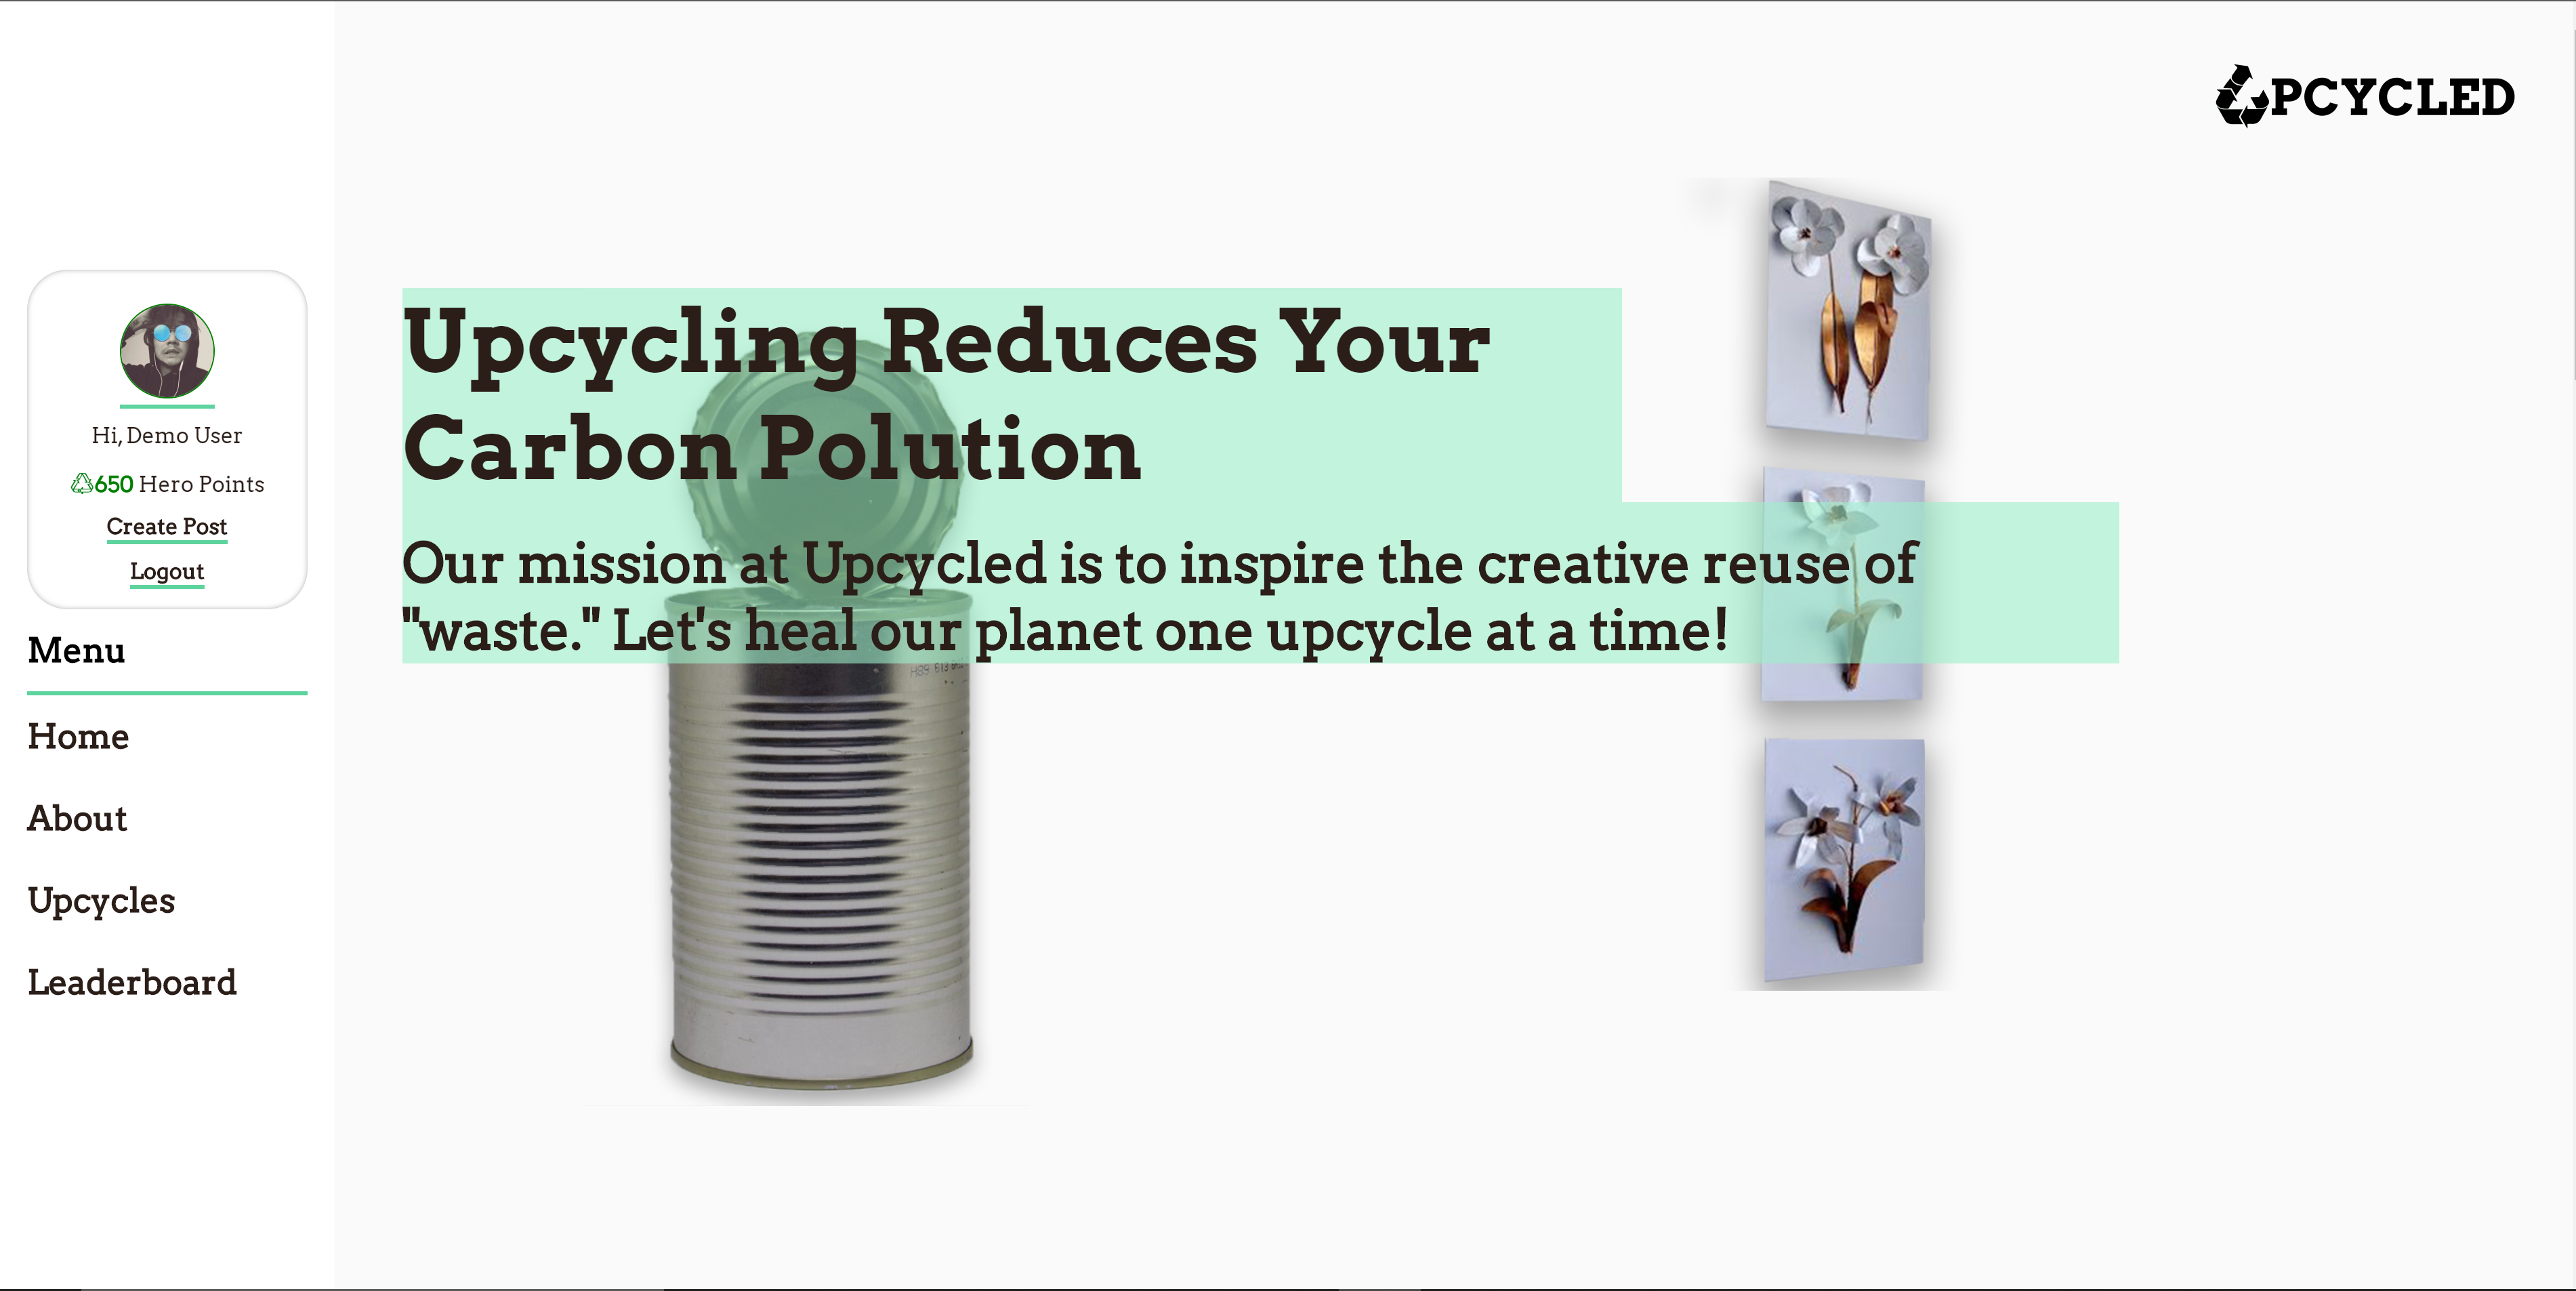 PCYCLED
Hi, Demo User
650 Hero Points
Create Post
Logout
Menu
Home
About
Upcycles
Leaderboard
Upcycling Reduces Your
Carbon Polution
Our mission at Upcycled is to inspire the creative reuse of
"waste." Let's heal our planet one upcycle at a time!